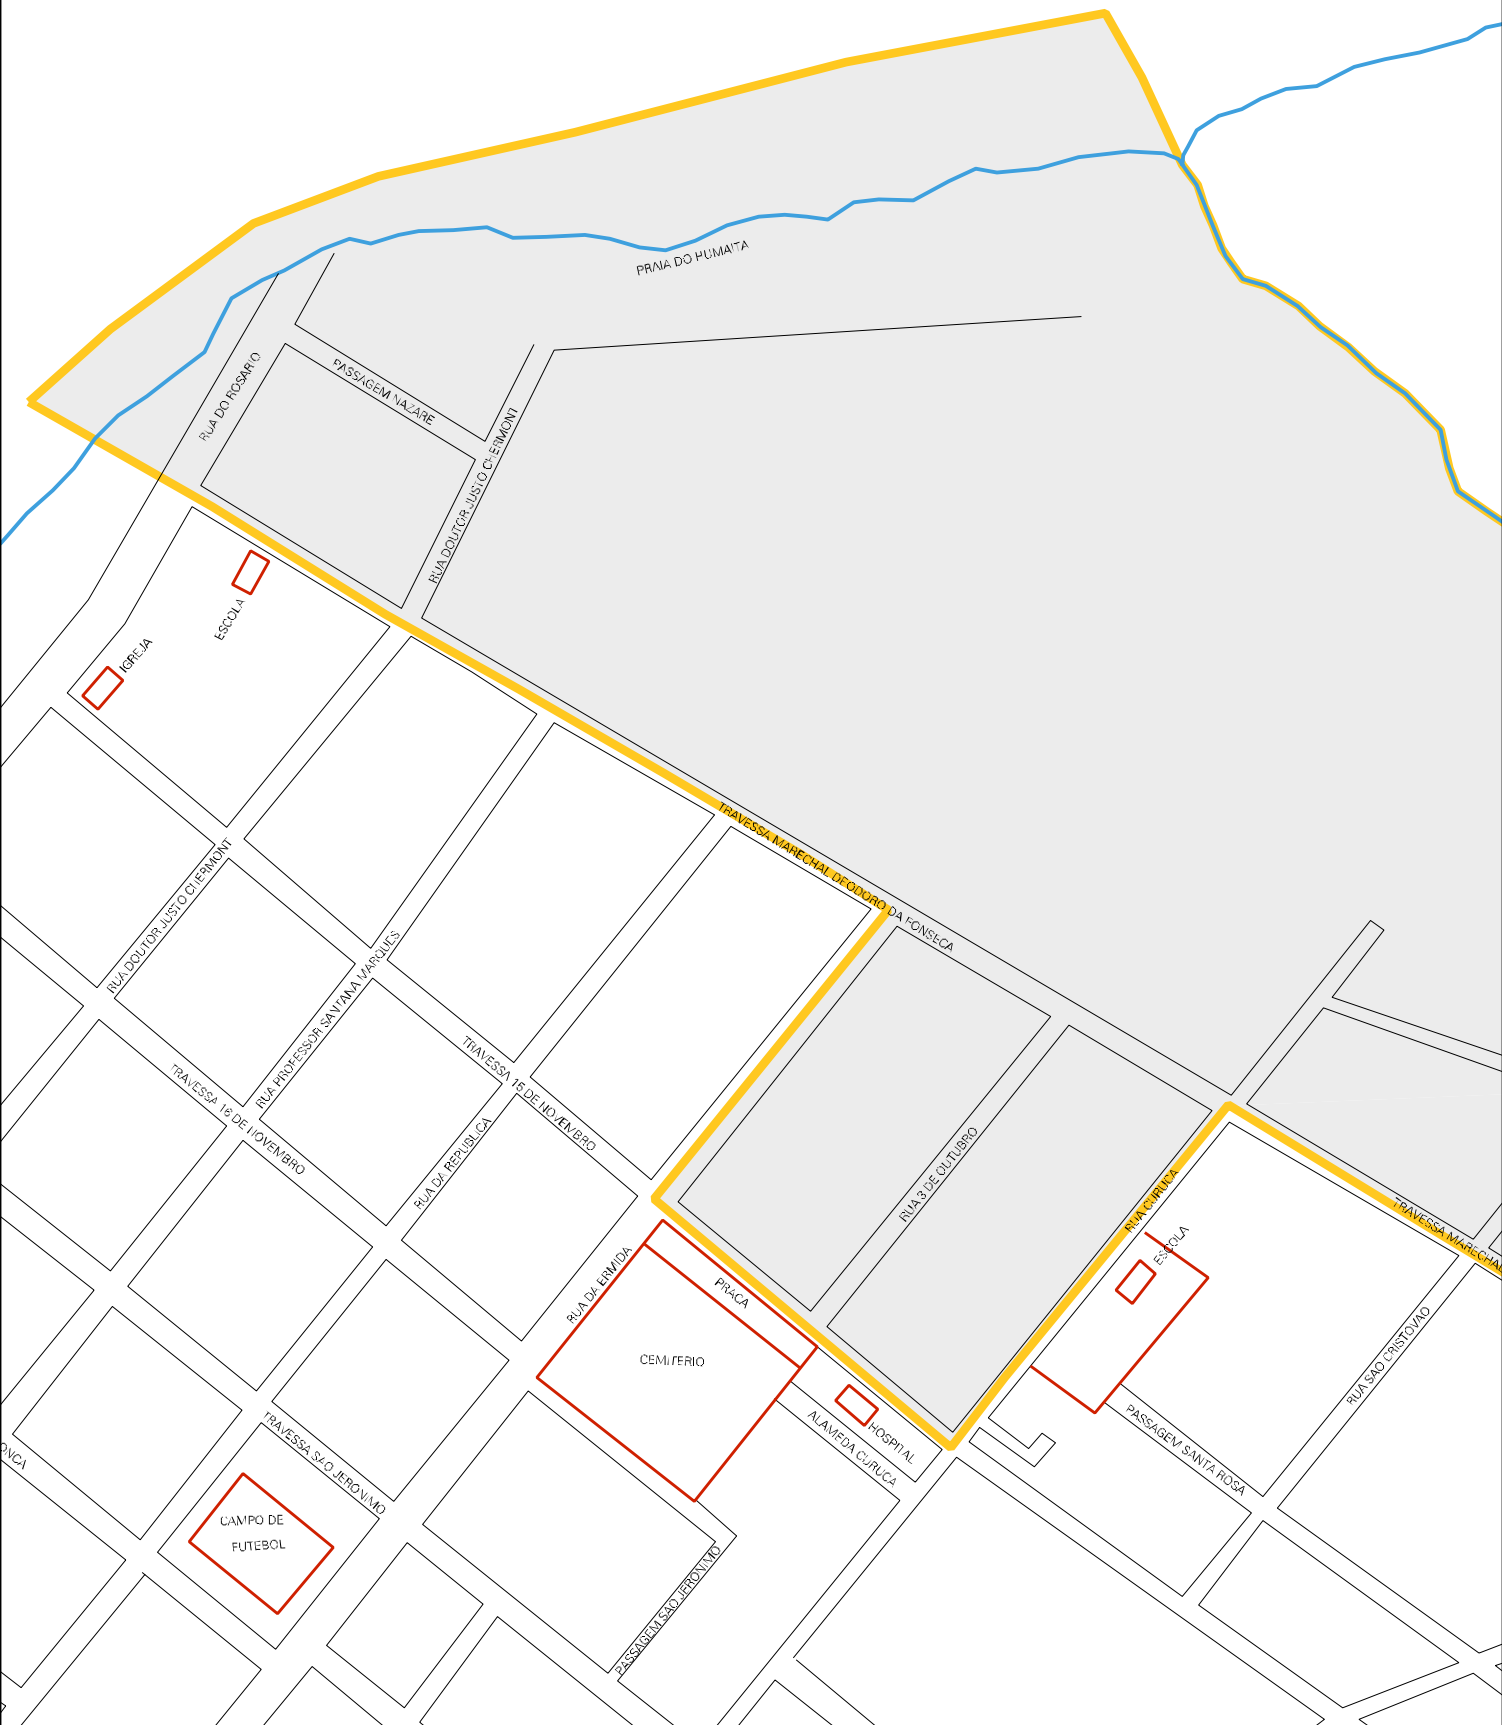 PRAIA DO HUMAITA
RUA DO ROSARIO
PASSAGEM NAZARE
RUA DOUTOR JUSTO CHERMONT
ESCOLA
IGREJA
TRAVESSA MARECHAL DEODORO DA FONSECA
RUA DOUTOR JUSTO CHERMONT
RUA PROFESSOR SANTANA MARQUES
TRAVESSA 15 DE NOVEMBRO
TRAVESSA 16 DE NOVEMBRO
RUA DA REPUBLICA
RUA 3 DE OUTUBRO
RUA CURUCA
ESCOLA
TRAVESSA MARECHAL
RUA DA ERMIDA
PRACA
CEMITERIO
RUA SAO CRISTOVAO
HOSPITAL
ALAMEDA CURUCA
PASSAGEM SANTA ROSA
ONCA
TRAVESSA SAO JERONIMO
CAMPO DE
FUTEBOL
PASSAGEM SAO JERONIMO